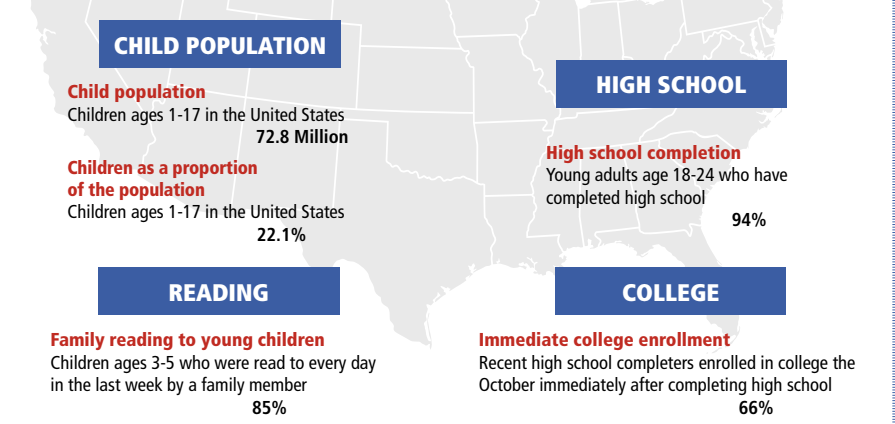 CHILD POPULATION
Child population
Children ages 1-17 in the United States
72.8 Million
Children as a proportion
of the population
Children ages 1-17 in the United States
22.1%
HIGH SCHOOL
High school completion
Young adults age 18-24 who have
completed high school
94%
READING
Family reading to young children
Children ages 3-5 who were read to every day
in the last week by a family member
85%
COLLEGE
Immediate college enrollment
Recent high school completers enrolled in college the
October immediately after completing high school
66%